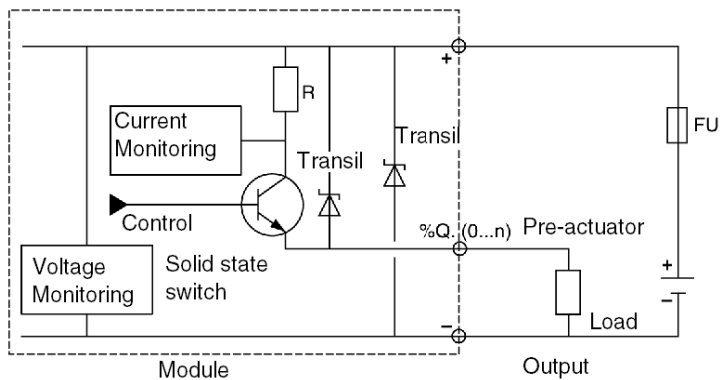 +
R
Current
Monitoring
Transil
Transil
FU
Control
%Q. (0...n)
Pre-actuator
Voltage
Monitoring
Solid state
switch
+
−
Load
−
Module
Output